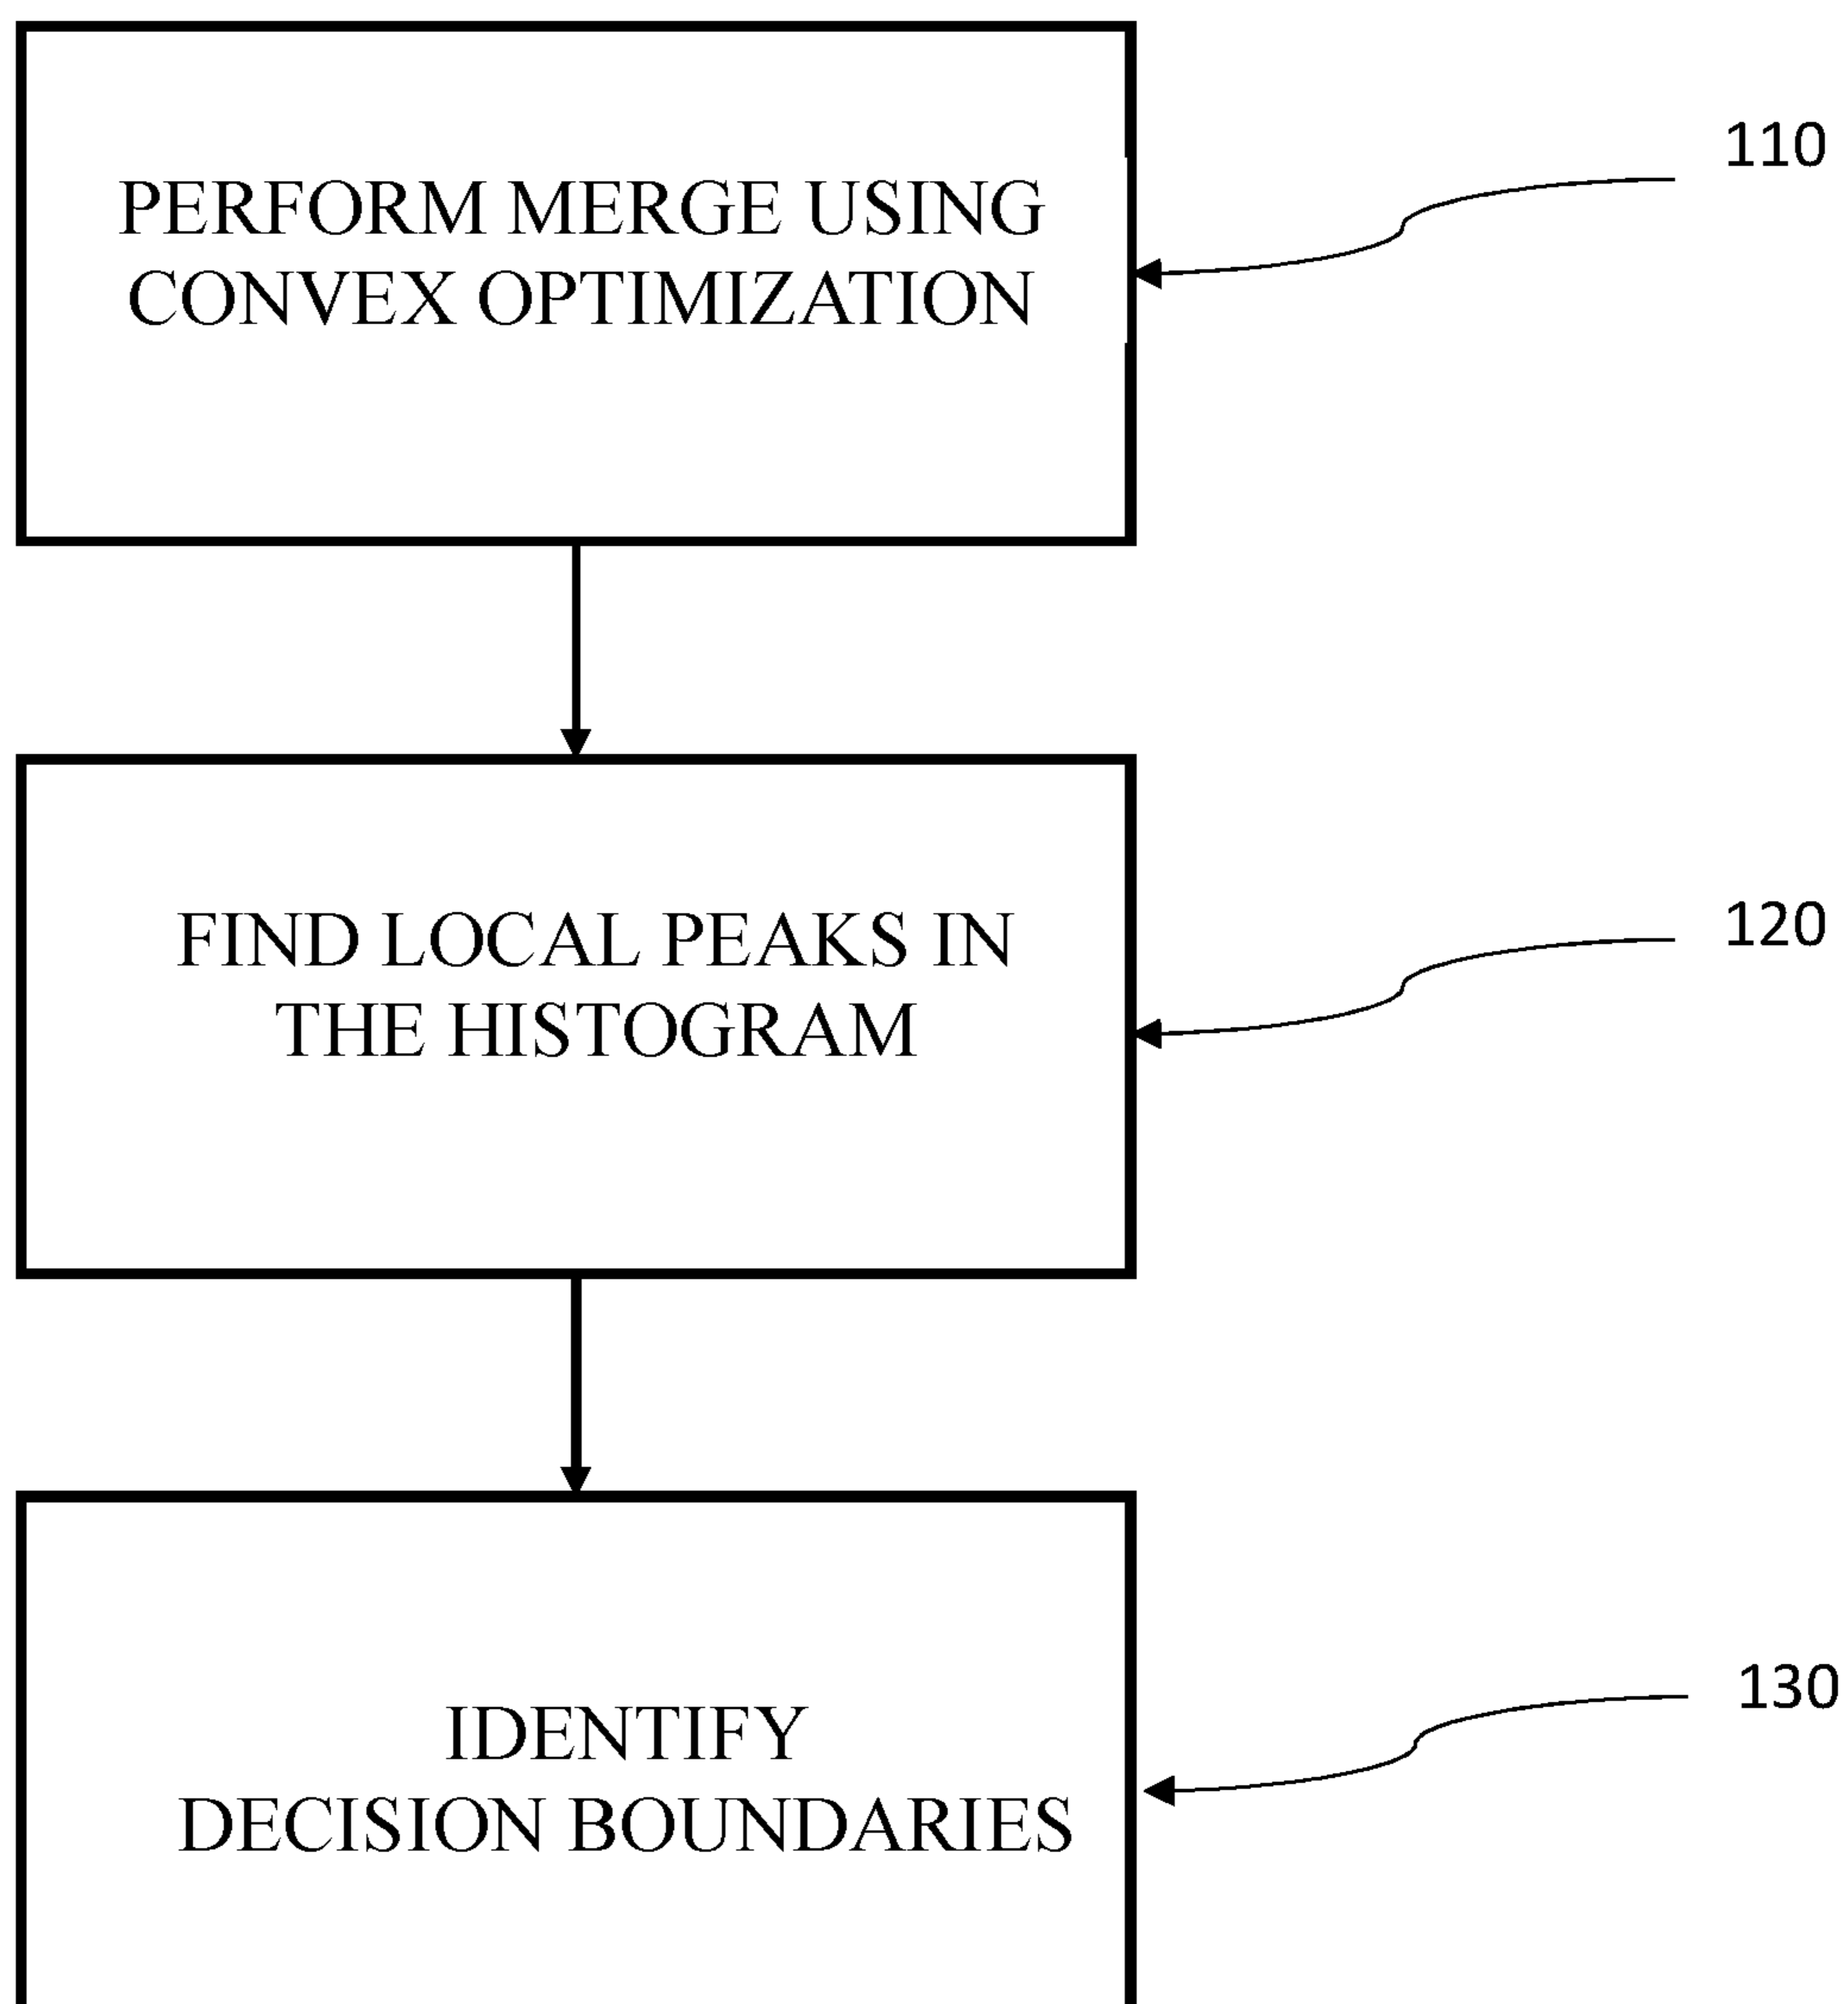 PERFORM MERGE USING
CONVEX OPTIMIZATION
110
FIND LOCAL PEAKS IN
THE HISTOGRAM
120
IDENTIFY
DECISION BOUNDARIES
130